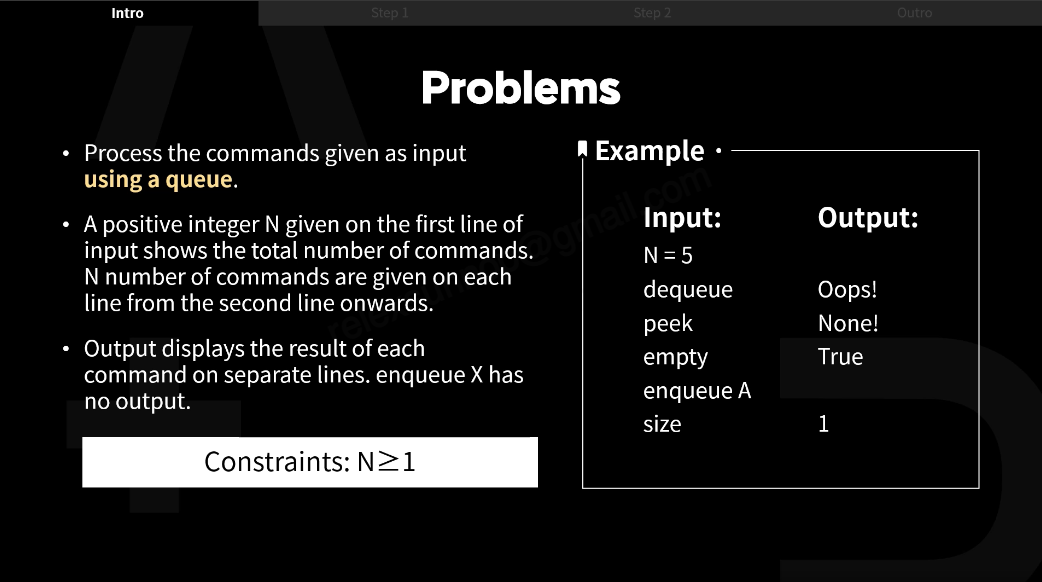 Intro
Step 1
Step 2
Outro
Problems
• Process the commands given as input
using a queue.
• A positive integer N given on the first line of
input shows the total number of commands.
N number of commands are given on each
line from the second line onwards.
• Output displays the result of each
command on separate lines. enqueue X has
no output.
Constraints: N≥1
Example
Input: Output:
N = 5
dequeue Oops!
peek None!
empty True
enqueue A
size 1
@gmail.com